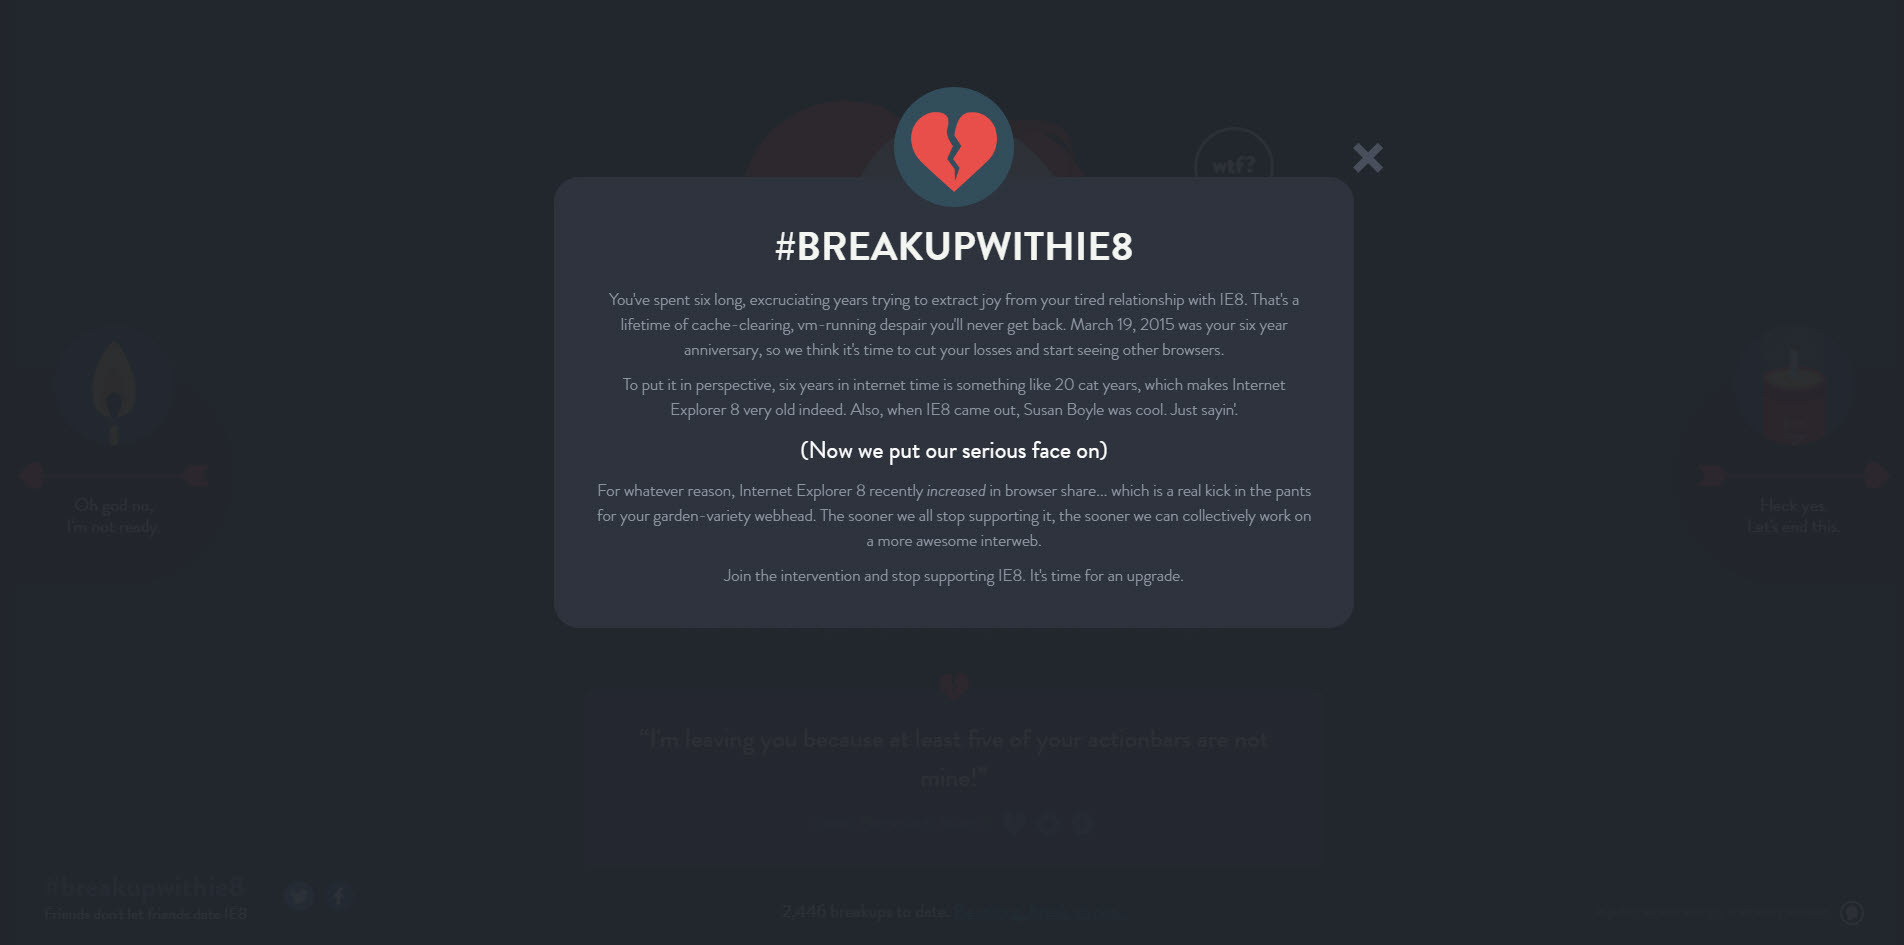 wtf?
#BREAKUPWITHIE8
You've spent six long, excruciating years trying to extract joy from your tired relationship with IE8. That's a
lifetime of cache-clearing, vm-running despair you'll never get back. March 19, 2015 was your six year
anniversary, so we think it's time to cut your losses and start seeing other browsers.
To put it in perspective, six years in internet time is something like 20 cat years, which makes Internet
Explorer 8 very old indeed. Also, when IE8 came out, Susan Boyle was cool. Just sayin'.
(Now we put our serious face on)
For whatever reason, Internet Explorer 8 recently increased in browser share... which is a real kick in the pants
for your garden-variety webhead. The sooner we all stop supporting it, the sooner we can collectively work on
a more awesome interweb.
Join the intervention and stop supporting IE8. It's time for an upgrade.
Oh god no,
I'm not ready.
Heck yes.
Let's end this.
“I'm leaving you because at least five of your actionbars are not
mine!”
#breakupwithie8
Friends don't let friends date IE8
2,446 breakups to date.